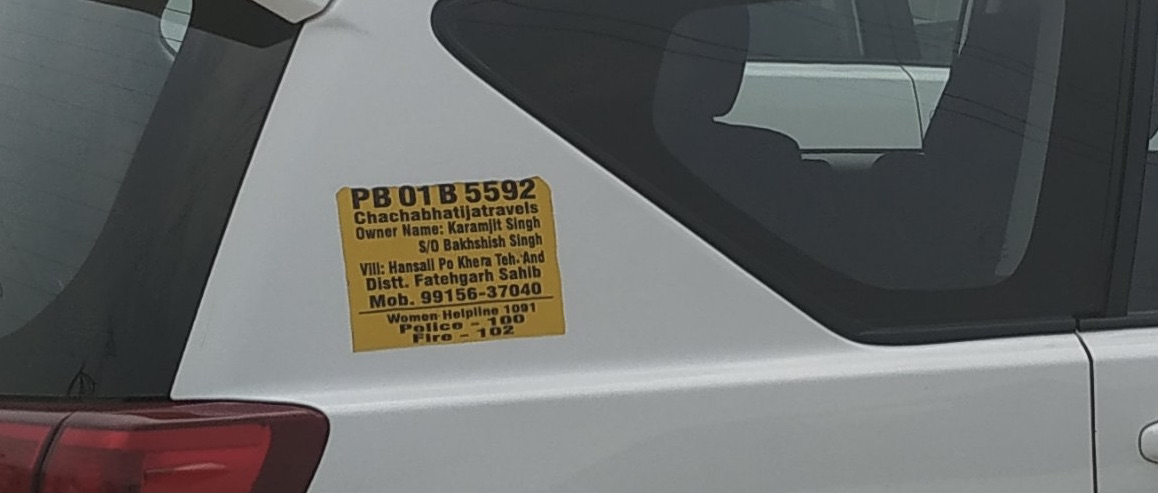 PB 01 B 5592
Chachabhatijatravels
Owner Name: Karamjit Singh
S/O Bakhshish Singh
Vill: Hansali Po Khera Teh. And
Distt. Fatehgarh Sahib
Mob. 99156-37040
Women Helpline 1091
Police - 100
Fire - 102